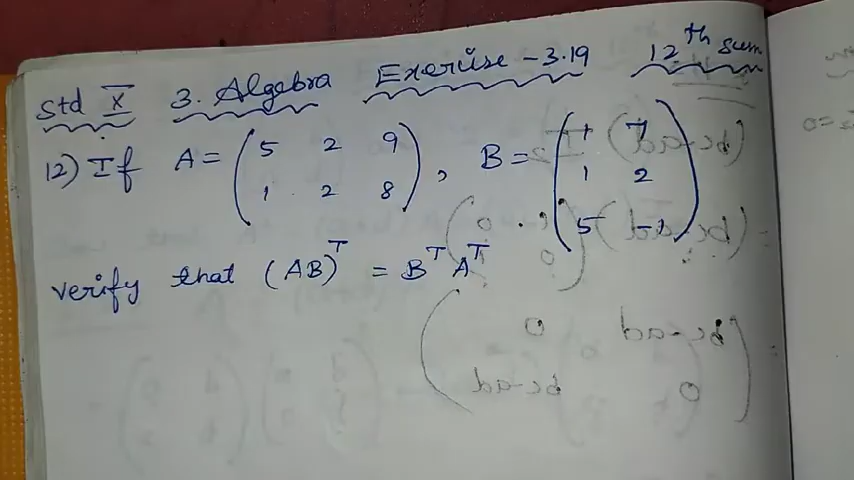 Std X 3. Algebra Exercise - 3.19 12th sum
12) If A = ( 5 2 9 ), B = ( 1 7 )
1 2 8 1 2
5 -1
verify that (AB)^T = B^T A^T